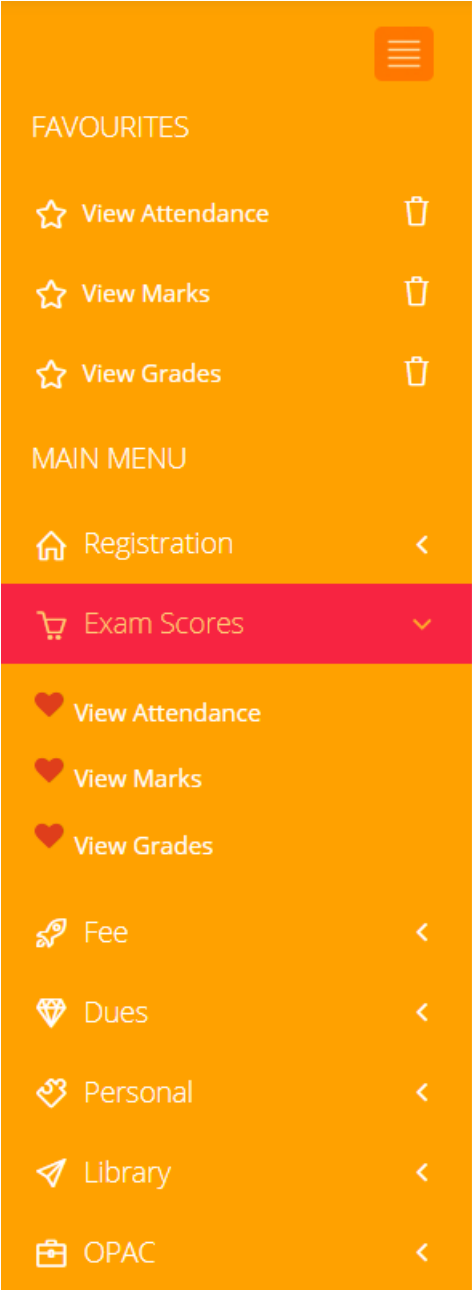 FAVOURITES
View Attendance
View Marks
View Grades
MAIN MENU
Registration
Exam Scores
View Attendance
View Marks
View Grades
Fee
Dues
Personal
Library
OPAC